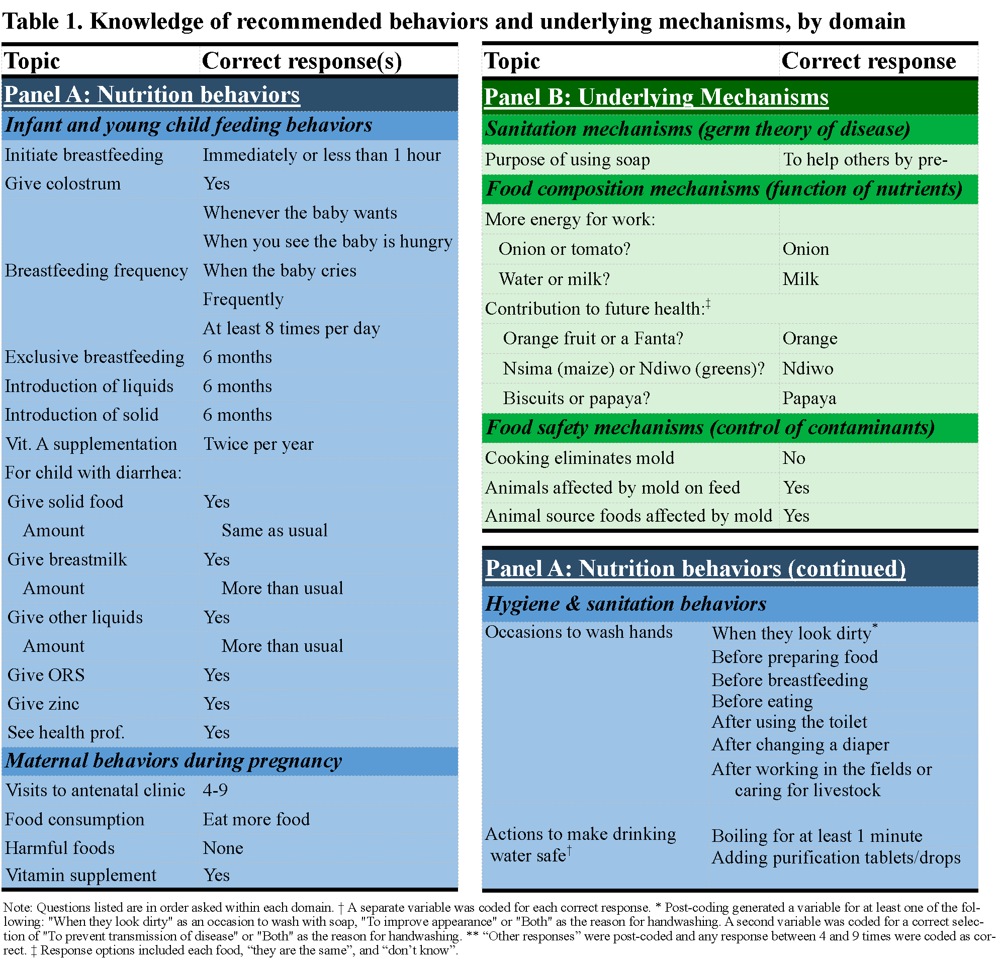 Table 1. Knowledge of recommended behaviors and underlying mechanisms, by domain
Topic Correct response(s)
Panel A: Nutrition behaviors
Infant and young child feeding behaviors
Initiate breastfeeding Immediately or less than 1 hour
Give colostrum Yes
Whenever the baby wants
When you see the baby is hungry
Breastfeeding frequency When the baby cries
Frequently
At least 8 times per day
Exclusive breastfeeding 6 months
Introduction of liquids 6 months
Introduction of solid 6 months
Vit. A supplementation Twice per year
For child with diarrhea:
Give solid food Yes
Amount Same as usual
Give breastmilk Yes
Amount More than usual
Give other liquids Yes
Amount More than usual
Give ORS Yes
Give zinc Yes
See health prof. Yes
Maternal behaviors during pregnancy
Visits to antenatal clinic 4-9
Food consumption Eat more food
Harmful foods None
Vitamin supplement Yes
Topic Correct response
Panel B: Underlying Mechanisms
Sanitation mechanisms (germ theory of disease)
Purpose of using soap To help others by pre-
Food composition mechanisms (function of nutrients)
More energy for work:
Onion or tomato? Onion
Water or milk? Milk
Contribution to future health:‡
Orange fruit or a Fanta? Orange
Nsima (maize) or Ndiwo (greens)? Ndiwo
Biscuits or papaya? Papaya
Food safety mechanisms (control of contaminants)
Cooking eliminates mold No
Animals affected by mold on feed Yes
Animal source foods affected by mold Yes
Panel A: Nutrition behaviors (continued)
Hygiene & sanitation behaviors
Occasions to wash hands When they look dirty*
Before preparing food
Before breastfeeding
Before eating
After using the toilet
After changing a diaper
After working in the fields or
caring for livestock
Actions to make drinking Boiling for at least 1 minute
water safe† Adding purification tablets/drops
Note: Questions listed are in order asked within each domain. † A separate variable was coded for each correct response. * Post-coding generated a variable for at least one of the fol-
lowing: "When they look dirty" as an occasion to wash with soap, "To improve appearance" or "Both" as the reason for handwashing. A second variable was coded for a correct selec-
tion of "To prevent transmission of disease" or "Both" as the reason for handwashing. ** “Other responses” were post-coded and any response between 4 and 9 times were coded as cor-
rect. ‡ Response options included each food, “they are the same”, and “don’t know”.